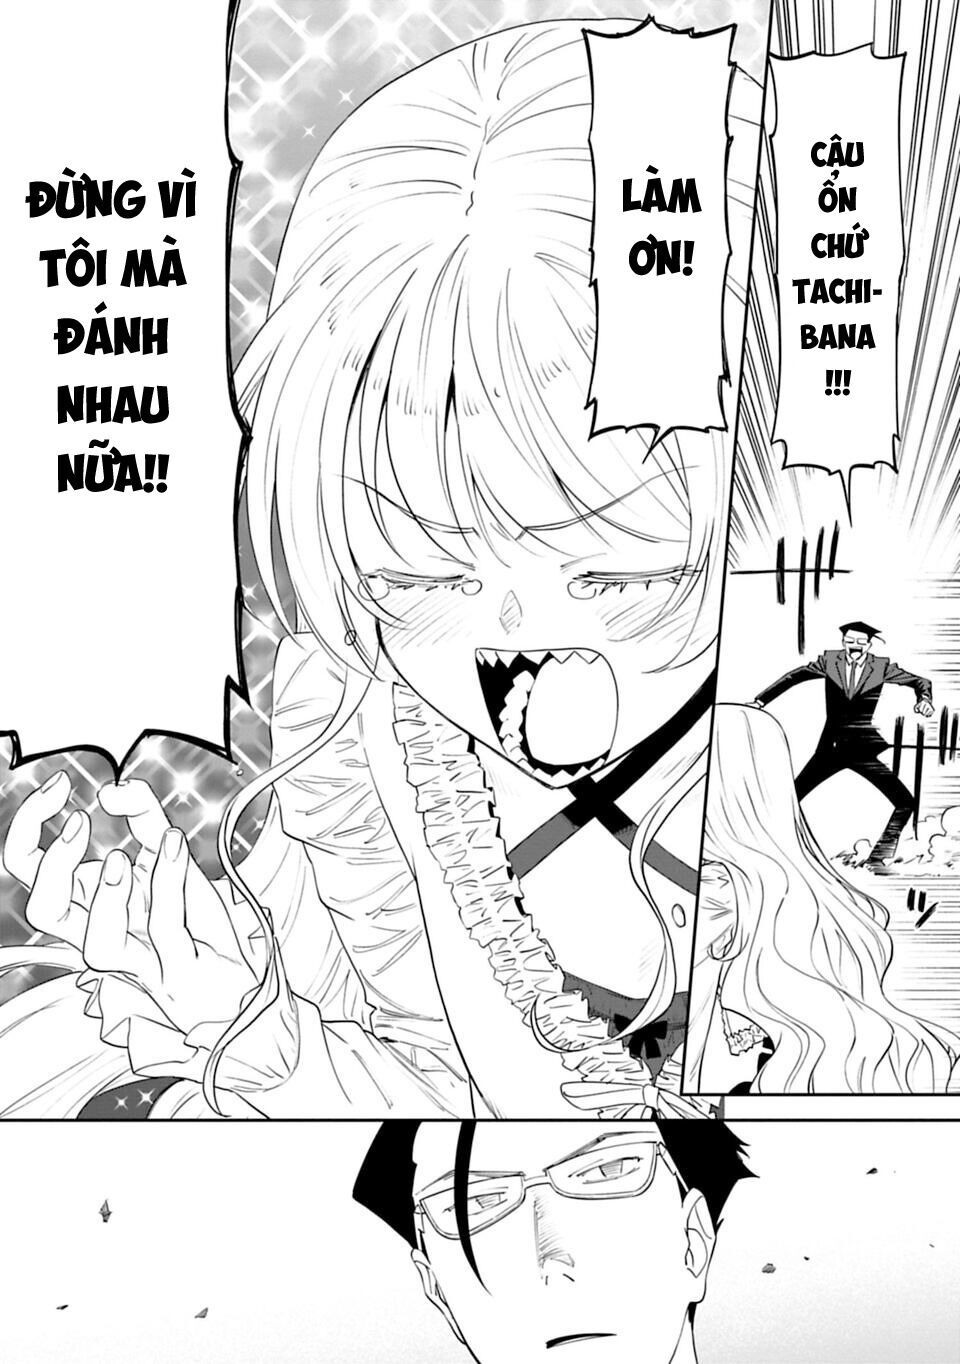 CẬU
ỔN
CHỨ
TACHI-
BANA
!!!
LÀM
ƠN!
ĐỪNG VÌ
TÔI MÀ
ĐÁNH
NHAU
NỮA!!